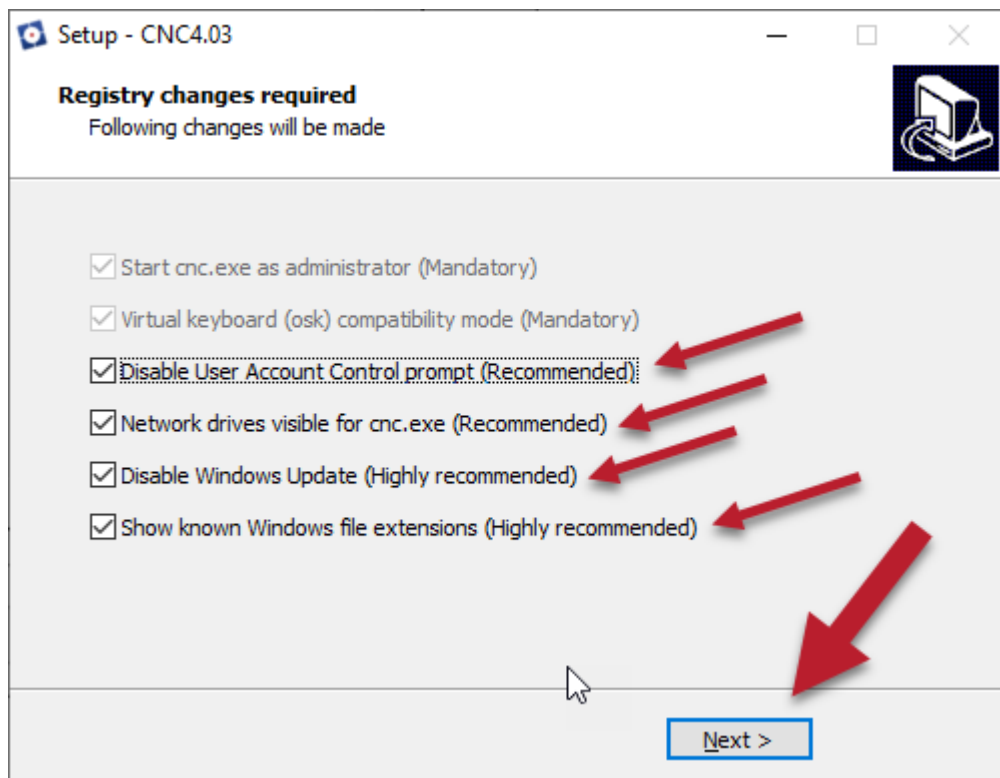 Setup - CNC4.03
Registry changes required
Following changes will be made
Start cnc.exe as administrator (Mandatory)
Virtual keyboard (osk) compatibility mode (Mandatory)
Disable User Account Control prompt (Recommended)
Network drives visible for cnc.exe (Recommended)
Disable Windows Update (Highly recommended)
Show known Windows file extensions (Highly recommended)
Next >